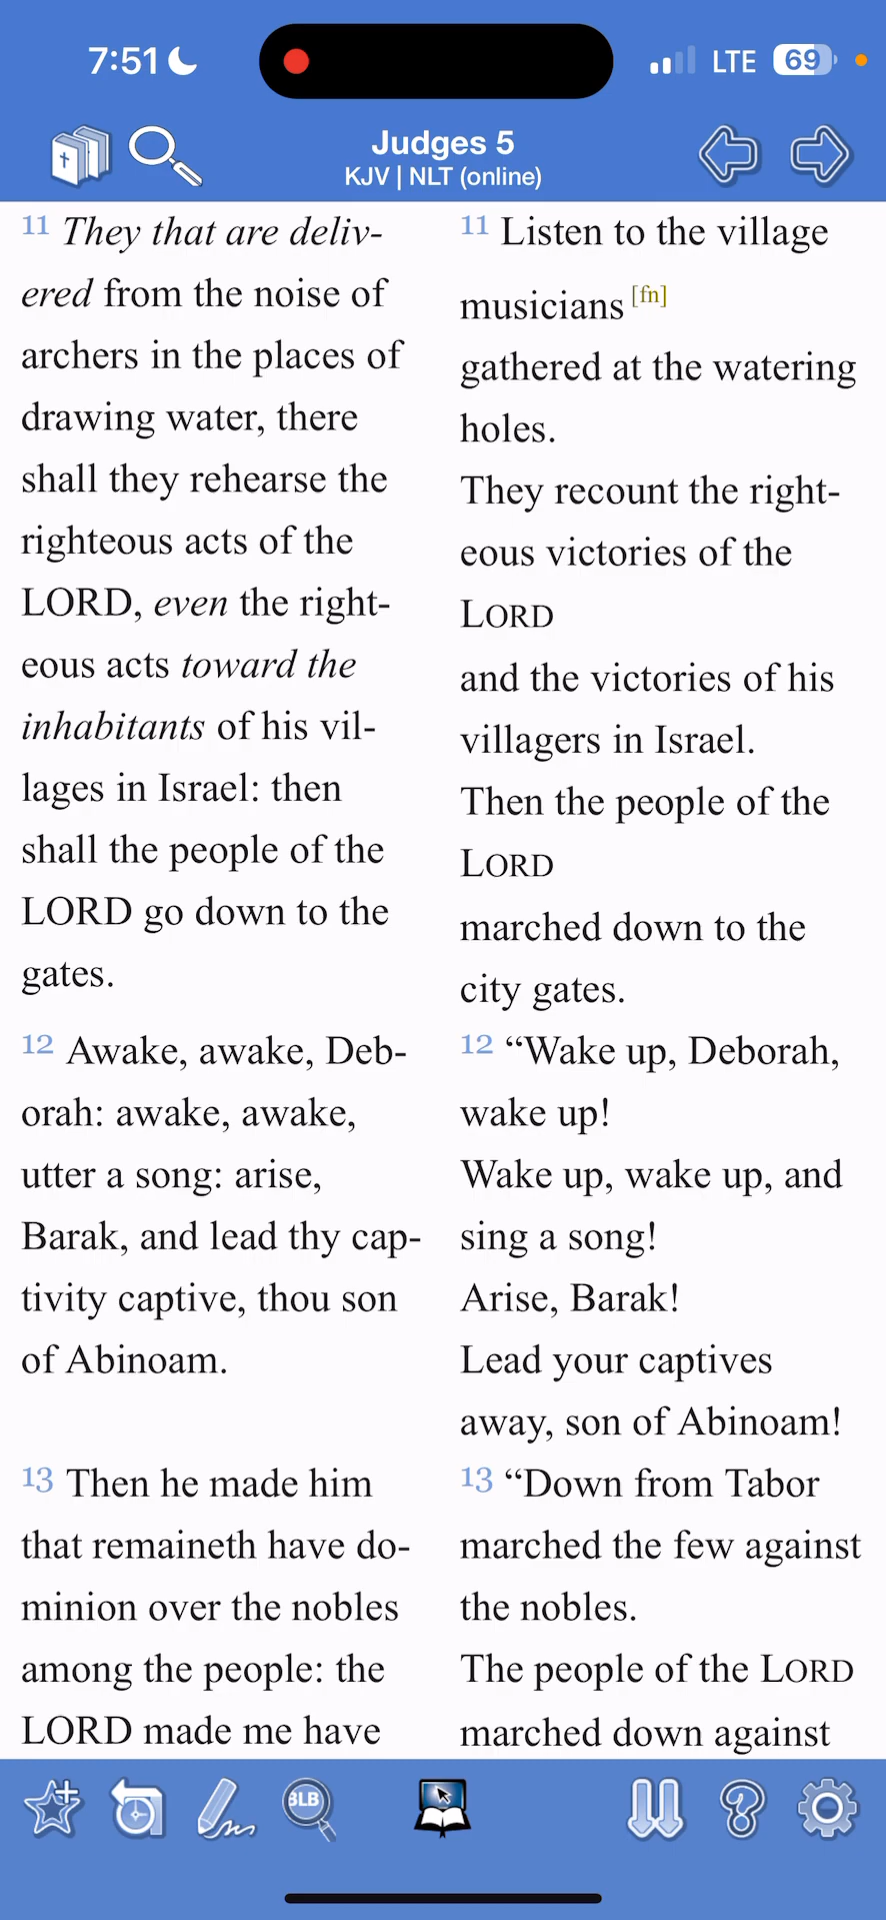 7:51
LTE
69
Judges 5
KJV | NLT (online)
11 They that are deliv-
ered from the noise of
archers in the places of
drawing water, there
shall they rehearse the
righteous acts of the
LORD, even the right-
eous acts toward the
inhabitants of his vil-
lages in Israel: then
shall the people of the
LORD go down to the
gates.
12 Awake, awake, Deb-
orah: awake, awake,
utter a song: arise,
Barak, and lead thy cap-
tivity captive, thou son
of Abinoam.
13 Then he made him
that remaineth have do-
minion over the nobles
among the people: the
LORD made me have
11 Listen to the village
musicians [fn]
gathered at the watering
holes.
They recount the right-
eous victories of the
LORD
and the victories of his
villagers in Israel.
Then the people of the
LORD
marched down to the
city gates.
12 “Wake up, Deborah,
wake up!
Wake up, wake up, and
sing a song!
Arise, Barak!
Lead your captives
away, son of Abinoam!
13 “Down from Tabor
marched the few against
the nobles.
The people of the LORD
marched down against
BLB